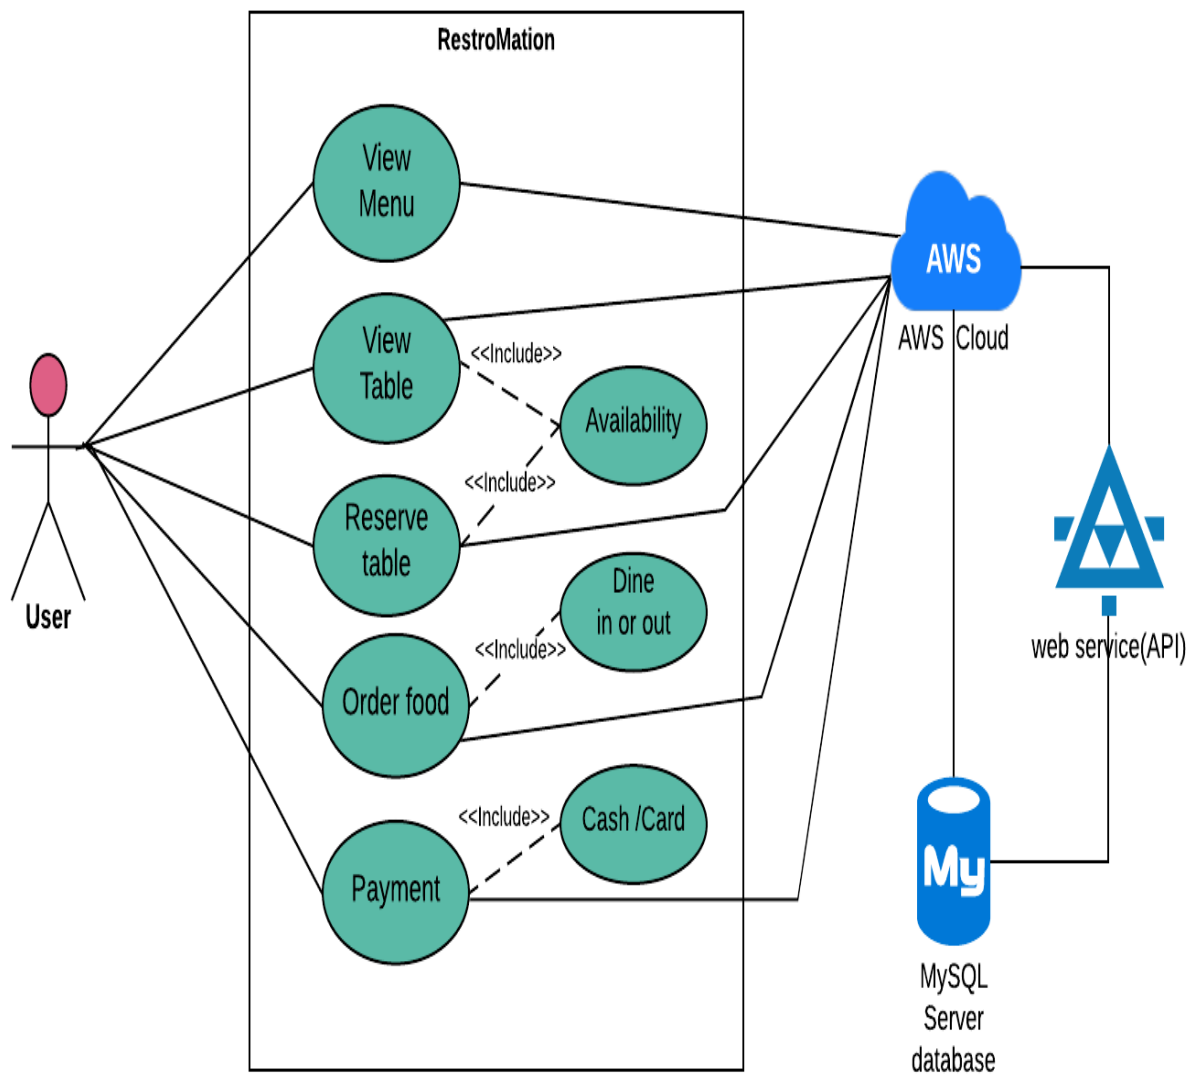 RestroMation
View
Menu
View
Table
<<Include>>
Availability
<<Include>>
Reserve
table
Dine
in or out
<<Include>>
Order food
<<Include>>
Cash /Card
Payment
User
AWS
AWS Cloud
web service(API)
My
MySQL
Server
database